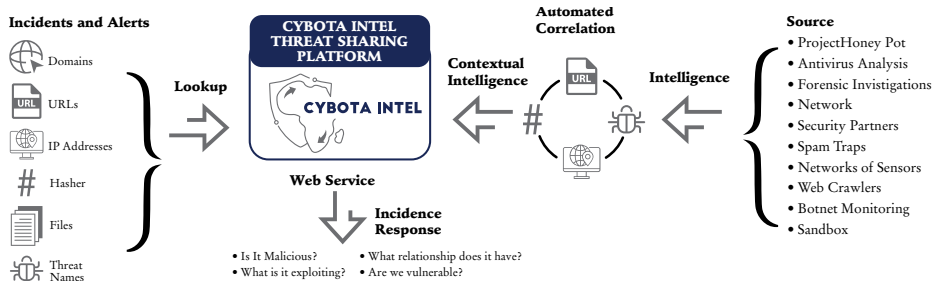 Incidents and Alerts
Domains
URL
URLs
IP Addresses
#
Hasher
Files
Threat
Names
Lookup
CYBOTA INTEL
THREAT SHARING
PLATFORM
CYBOTA INTEL
Web Service
Incidence
Response
• Is It Malicious?
• What is it exploiting?
• What relationship does it have?
• Are we vulnerable?
Contextual
Intelligence
Automated
Correlation
URL
#
Intelligence
Source
• ProjectHoney Pot
• Antivirus Analysis
• Forensic Invistigations
• Network
• Security Partners
• Spam Traps
• Networks of Sensors
• Web Crawlers
• Botnet Monitoring
• Sandbox